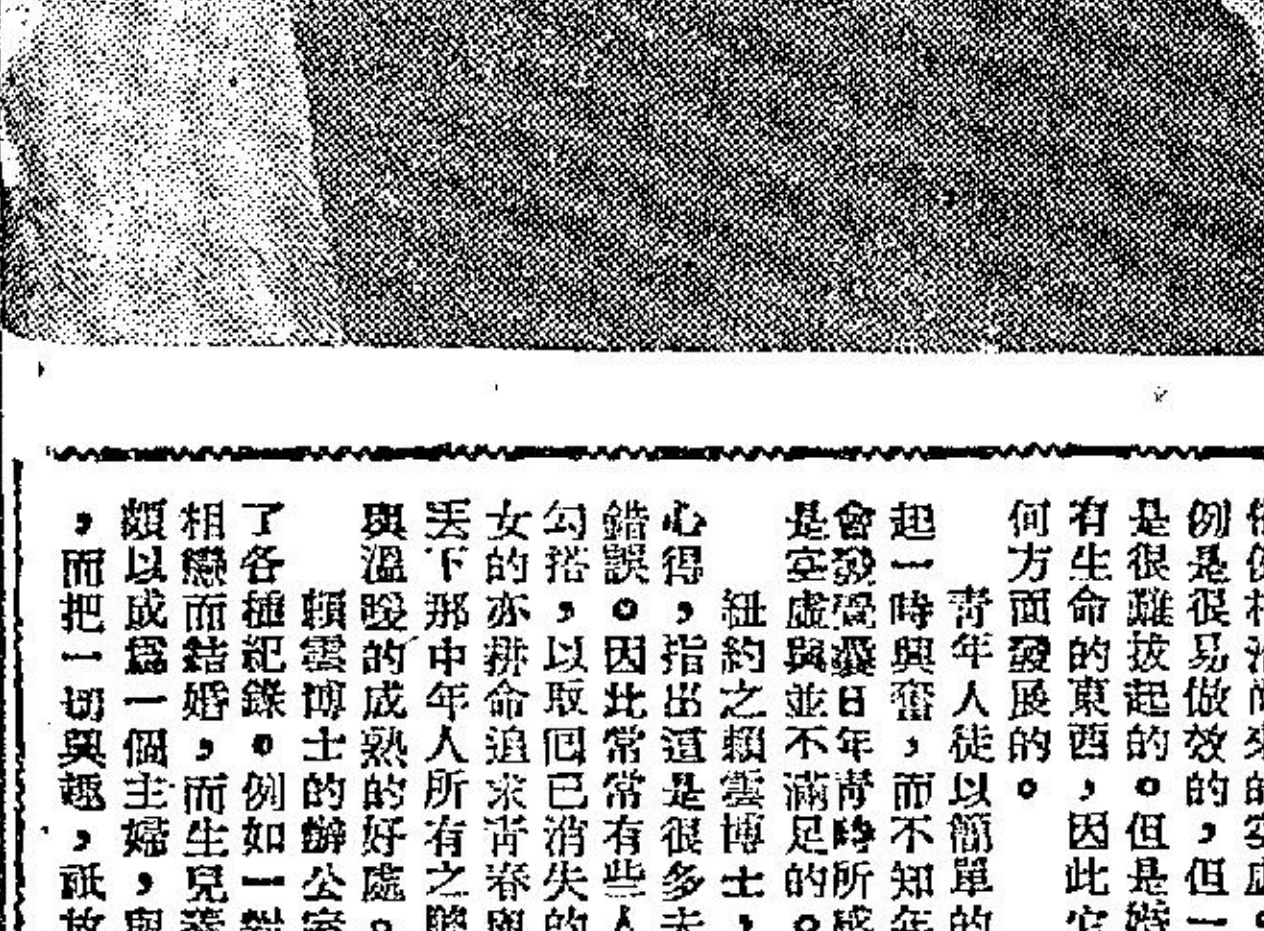 例是很易做效的，但一
是很難拔起的。但是婚
有生命的東西，因此它
何方面發展的。
青年人徒以簡單的
起一時興奮，而不知年
會發覺曩日年青時所感
是空虛與並不滿足的。
紐約之賴雲博士，
心得，指出這是很多夫
錯誤。因此常常有些人
勾搭，以取回已消失的
女的亦拚命追求青春與
丟下那中年人所有之
與溫暖的成熟的好處。
賴雲博士的辦公室
了各種紀錄。例如一對
相戀而結婚，而生兒養
頗以成爲一個主婦，與
，而把一切興趣，祇放